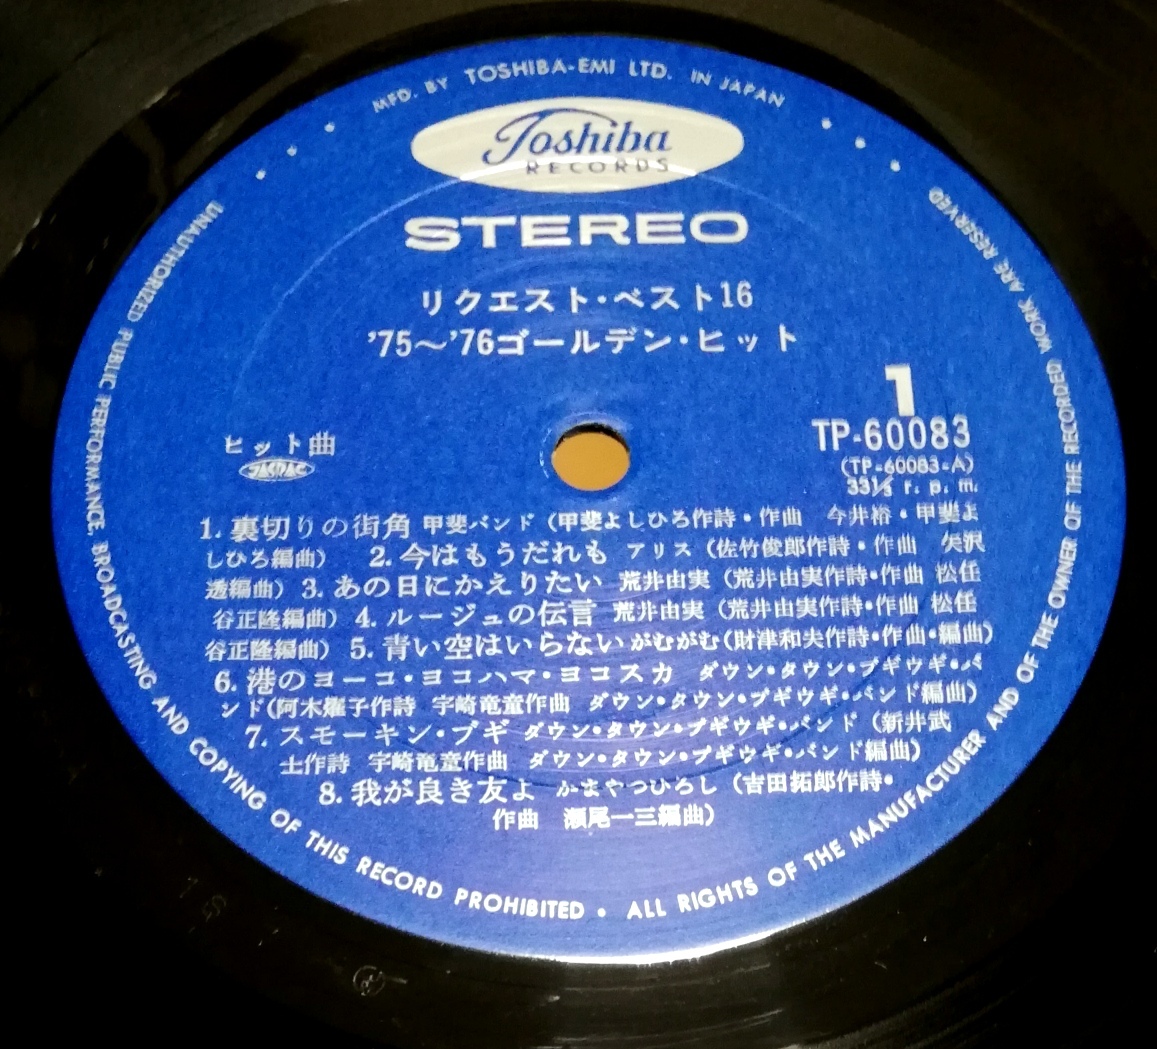 MFD. BY TOSHIBA-EMI LTD. IN JAPAN
Toshiba
RECORDS
STEREO
リクエスト・ベスト16
'75〜'76ゴールデン・ヒット
1
ヒット曲
JASRAC
TP-60083
(TP-60083-A)
33⅓ r. p. m.
1. 裏切りの街角 甲斐バンド (甲斐よしひろ作詩・作曲 今井裕・甲斐よ
しひろ編曲) 2. 今はもうだれも アリス (佐竹俊郎作詩・作曲 矢沢
透編曲) 3. あの日にかえりたい 荒井由実 (荒井由実作詩・作曲 松任
谷正隆編曲) 4. ルージュの伝言 荒井由実 (荒井由実作詩・作曲 松任
谷正隆編曲) 5. 青い空はいらない がむがむ(財津和夫作詩・作曲・編曲)
6. 港のヨーコ・ヨコハマ・ヨコスカ ダウン・タウン・ブギウギ・バ
ンド(阿木燿子作詩 宇崎竜童作曲 ダウン・タウン・ブギウギ・バンド編曲)
7. スモーキン・ブギ ダウン・タウン・ブギウギ・バンド (新井武
士作詩 宇崎竜童作曲 ダウン・タウン・ブギウギ・バンド編曲)
8. 我が良き友よ かまやつひろし (吉田拓郎作詩・
作曲 瀬尾一三編曲)
UNAUTHORIZED PUBLIC PERFORMANCE, BROADCASTING AND COPYING OF THIS RECORD PROHIBITED • ALL RIGHTS OF THE MANUFACTURER AND OF THE OWNER OF THE RECORDED WORK ARE RESERVED